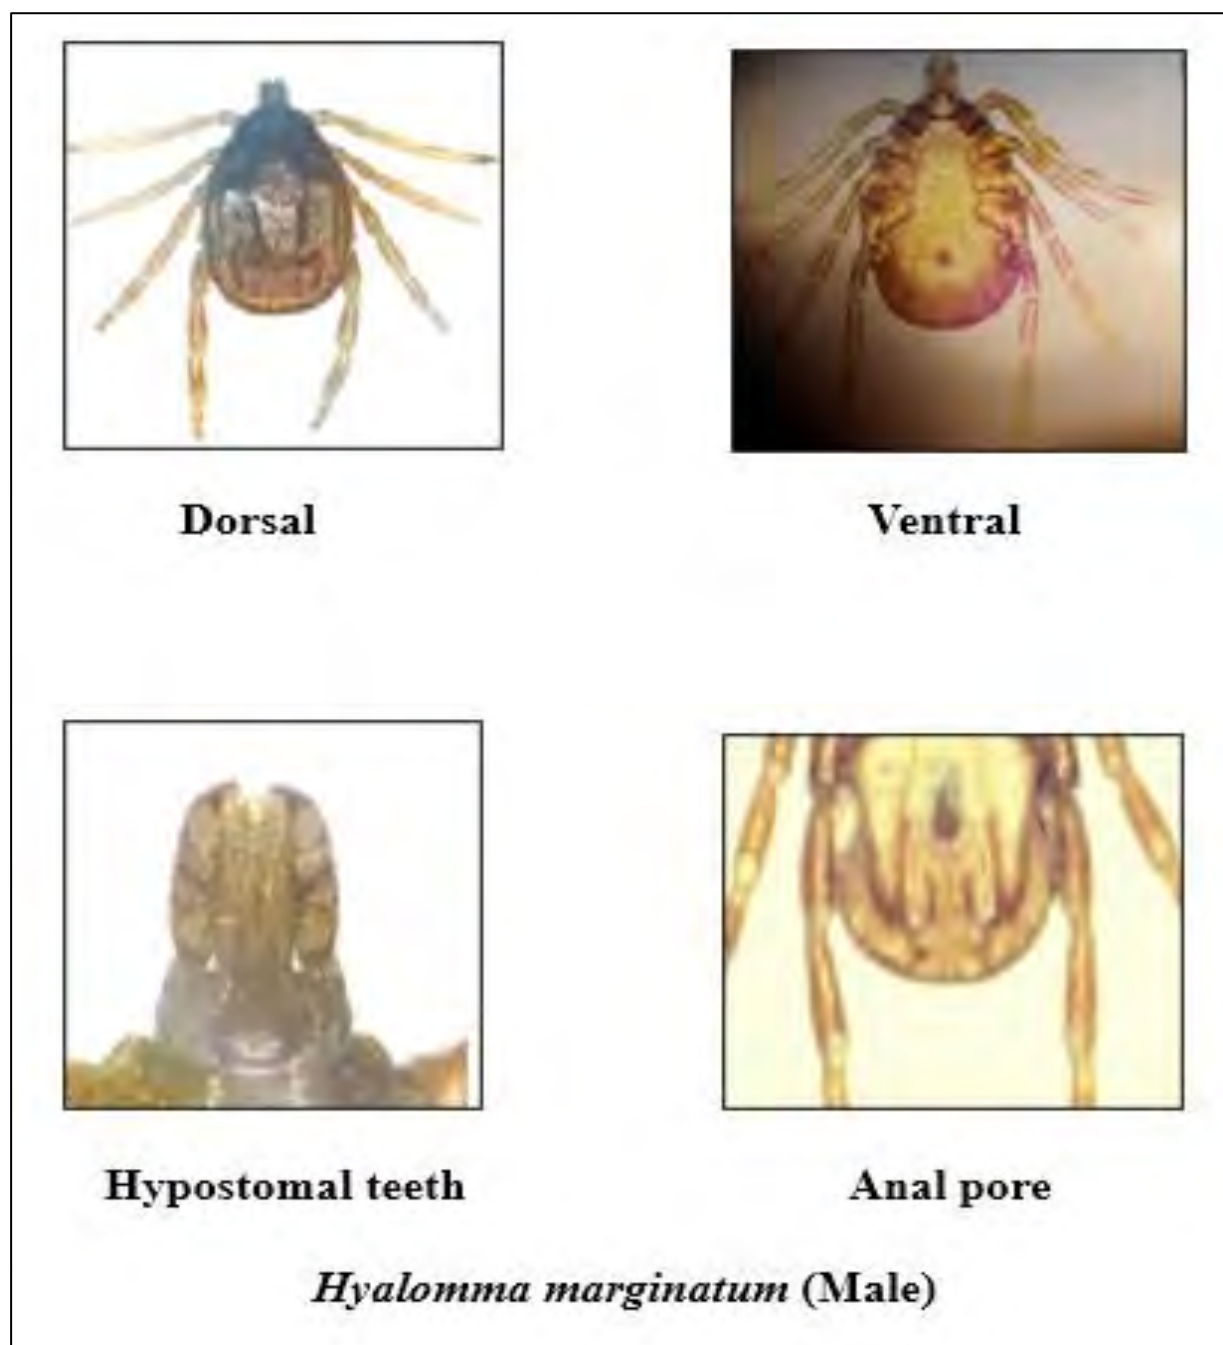 Dorsal
Ventral
Hypostomal teeth
Anal pore
Hyalomma marginatum (Male)